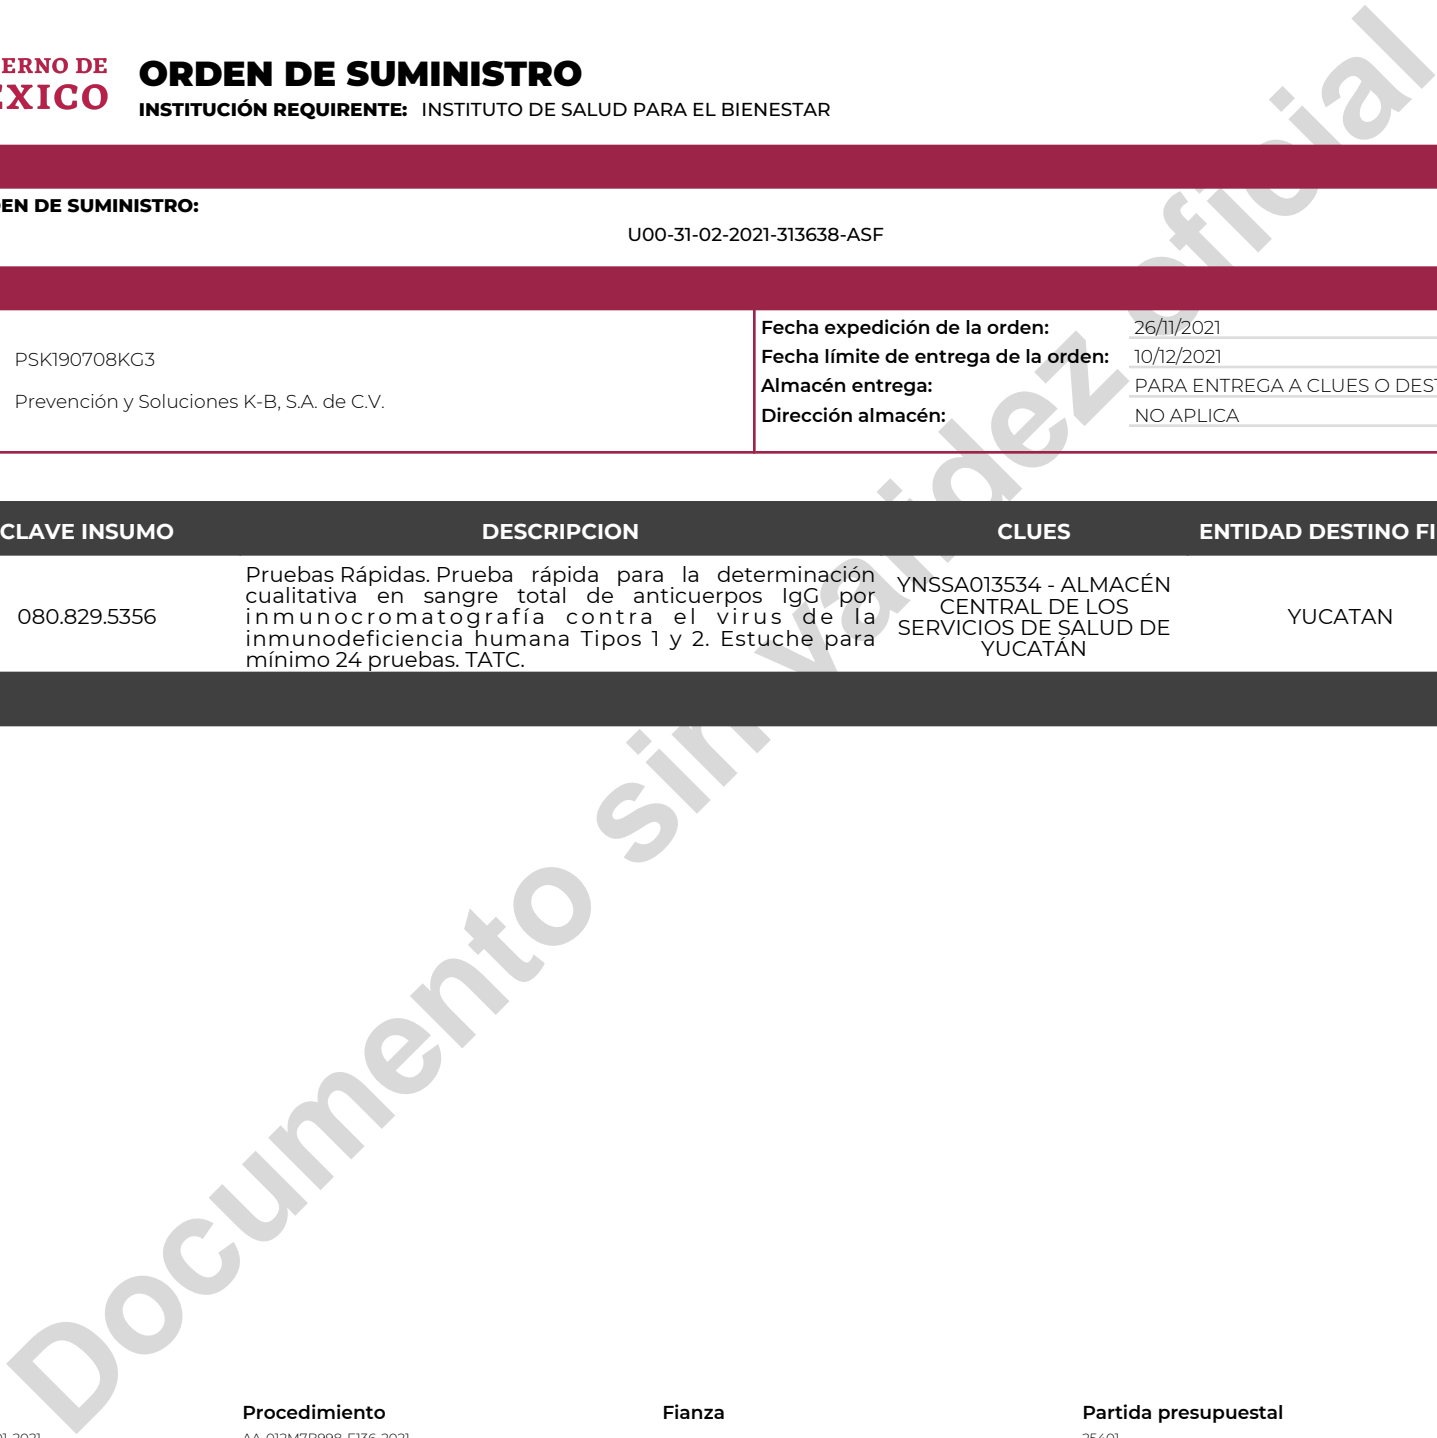 ERNO DE
EXICO
ORDEN DE SUMINISTRO
INSTITUCIÓN REQUIRENTE: INSTITUTO DE SALUD PARA EL BIENESTAR
EN DE SUMINISTRO:
U00-31-02-2021-313638-ASF
PSK190708KG3
Prevención y Soluciones K-B, S.A. de C.V.
Fecha expedición de la orden: 26/11/2021
Fecha límite de entrega de la orden: 10/12/2021
Almacén entrega: PARA ENTREGA A CLUES O DEST
Dirección almacén: NO APLICA
CLAVE INSUMO DESCRIPCION CLUES ENTIDAD DESTINO FI
080.829.5356
Pruebas Rápidas. Prueba rápida para la determinación
cualitativa en sangre total de anticuerpos IgG por
inmunocromatografía contra el virus de la
inmunodeficiencia humana Tipos 1 y 2. Estuche para
mínimo 24 pruebas. TATC.
YNSSA013534 - ALMACÉN
CENTRAL DE LOS
SERVICIOS DE SALUD DE
YUCATÁN
YUCATAN
Documento sin validez oficial
Procedimiento Fianza Partida presupuestal